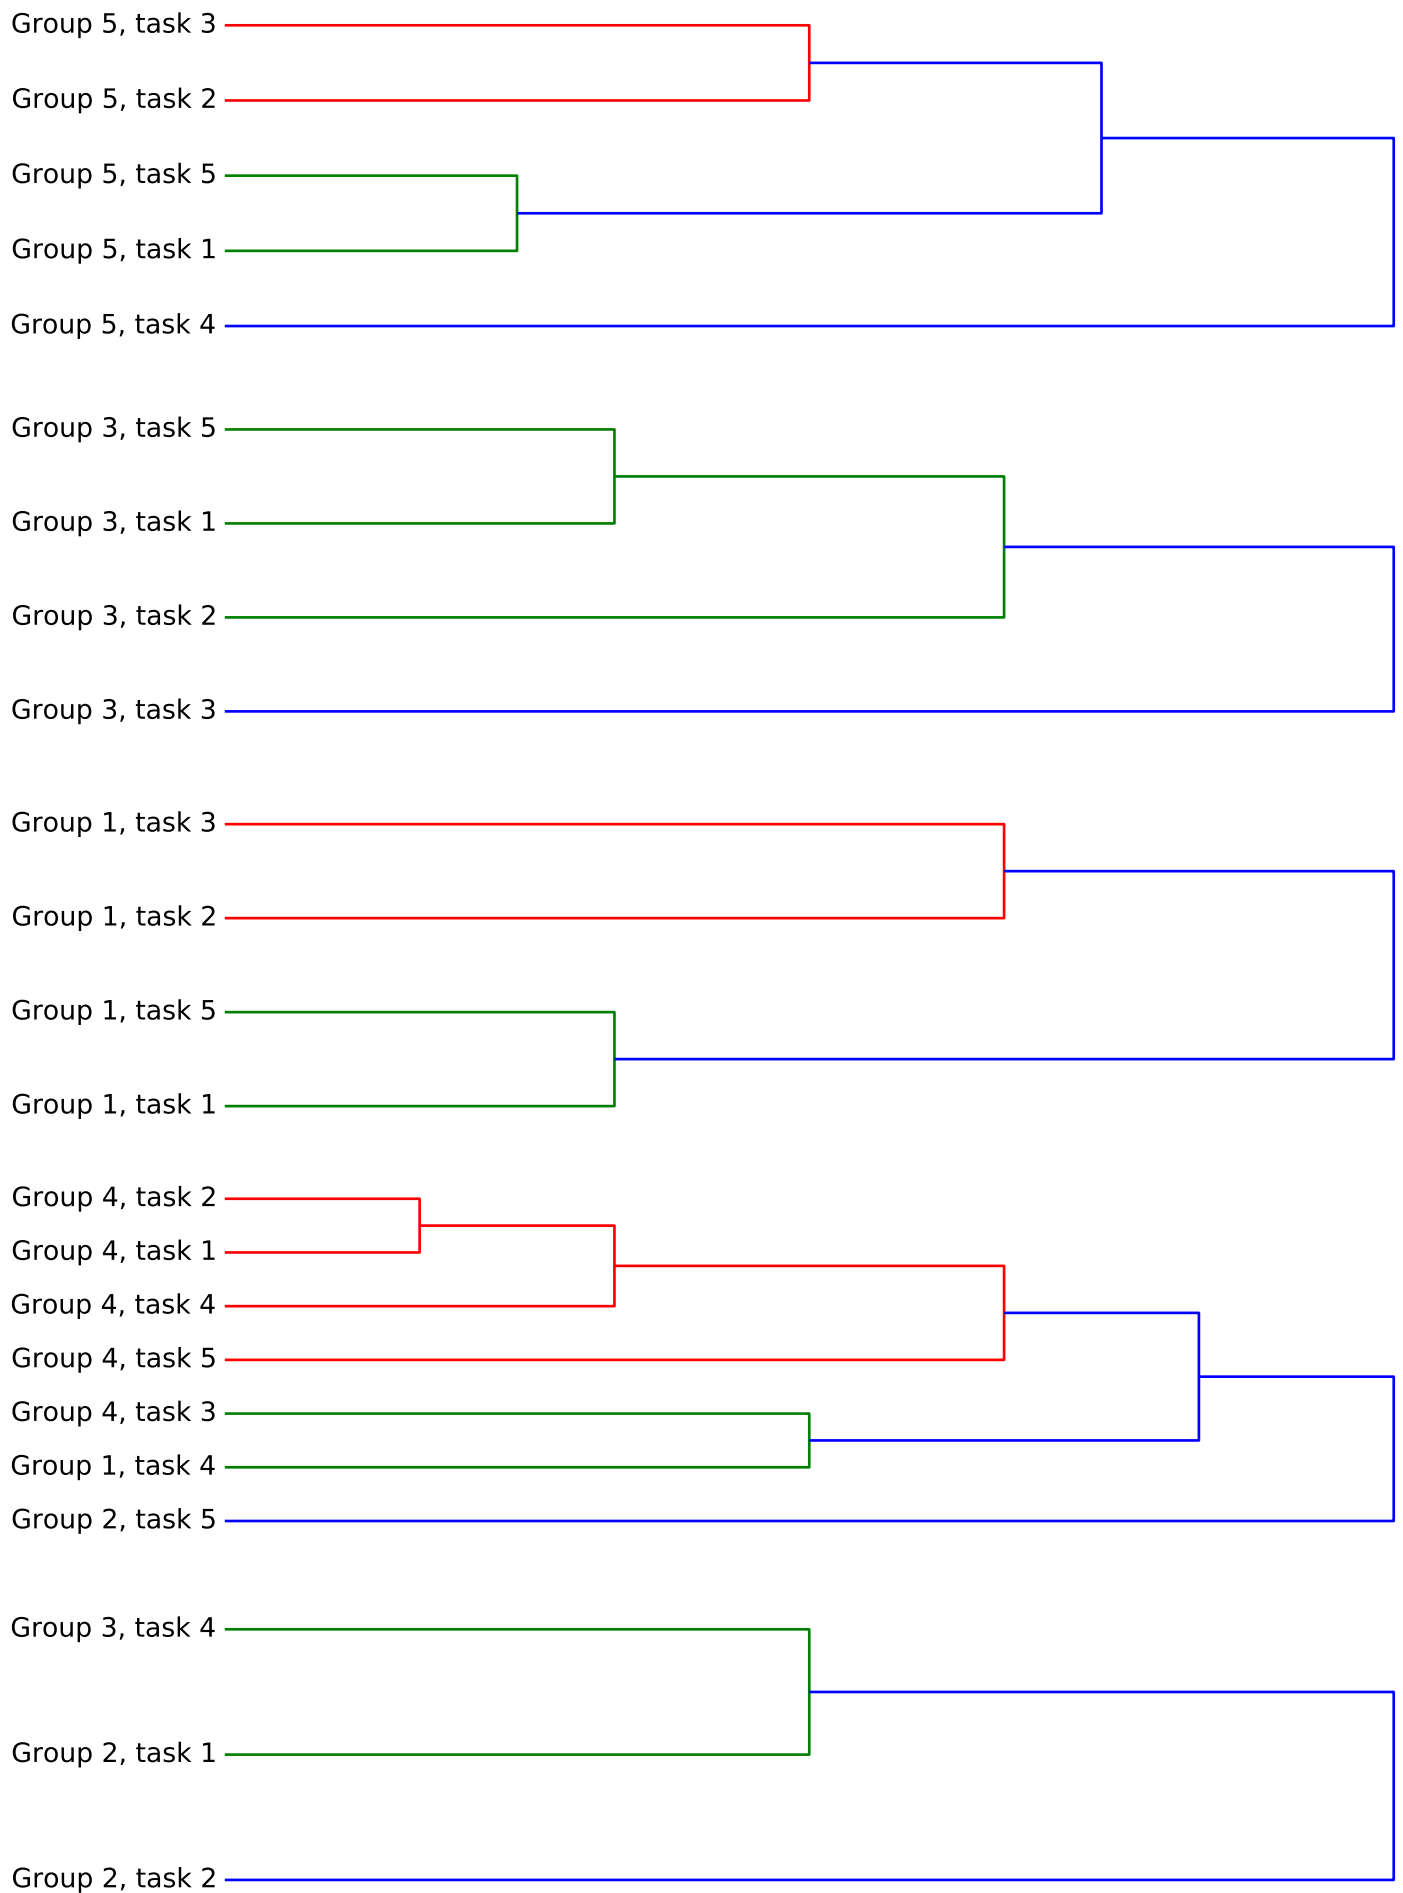 Group 5, task 3
Group 5, task 2
Group 5, task 5
Group 5, task 1
Group 5, task 4
Group 3, task 5
Group 3, task 1
Group 3, task 2
Group 3, task 3
Group 1, task 3
Group 1, task 2
Group 1, task 5
Group 1, task 1
Group 4, task 2
Group 4, task 1
Group 4, task 4
Group 4, task 5
Group 4, task 3
Group 1, task 4
Group 2, task 5
Group 3, task 4
Group 2, task 1
Group 2, task 2